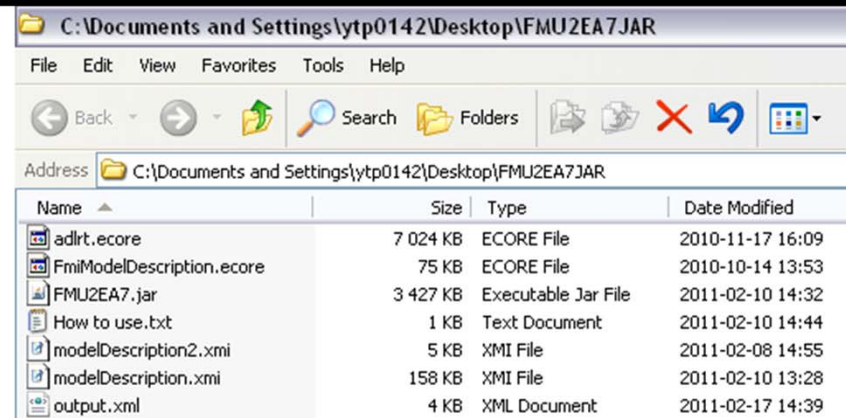 C:\Documents and Settings\ytp0142\Desktop\FMU2EA7JAR
File Edit View Favorites Tools Help
Back Search Folders
Address C:\Documents and Settings\ytp0142\Desktop\FMU2EA7JAR
Name Size Type Date Modified
adlrt.ecore 7 024 KB ECORE File 2010-11-17 16:09
FmiModelDescription.ecore 75 KB ECORE File 2010-10-14 13:53
FMU2EA7.jar 3 427 KB Executable Jar File 2011-02-10 14:32
How to use.txt 1 KB Text Document 2011-02-10 14:44
modelDescription2.xmi 5 KB XMI File 2011-02-08 14:55
modelDescription.xmi 158 KB XMI File 2011-02-10 13:28
output.xml 4 KB XML Document 2011-02-17 14:39